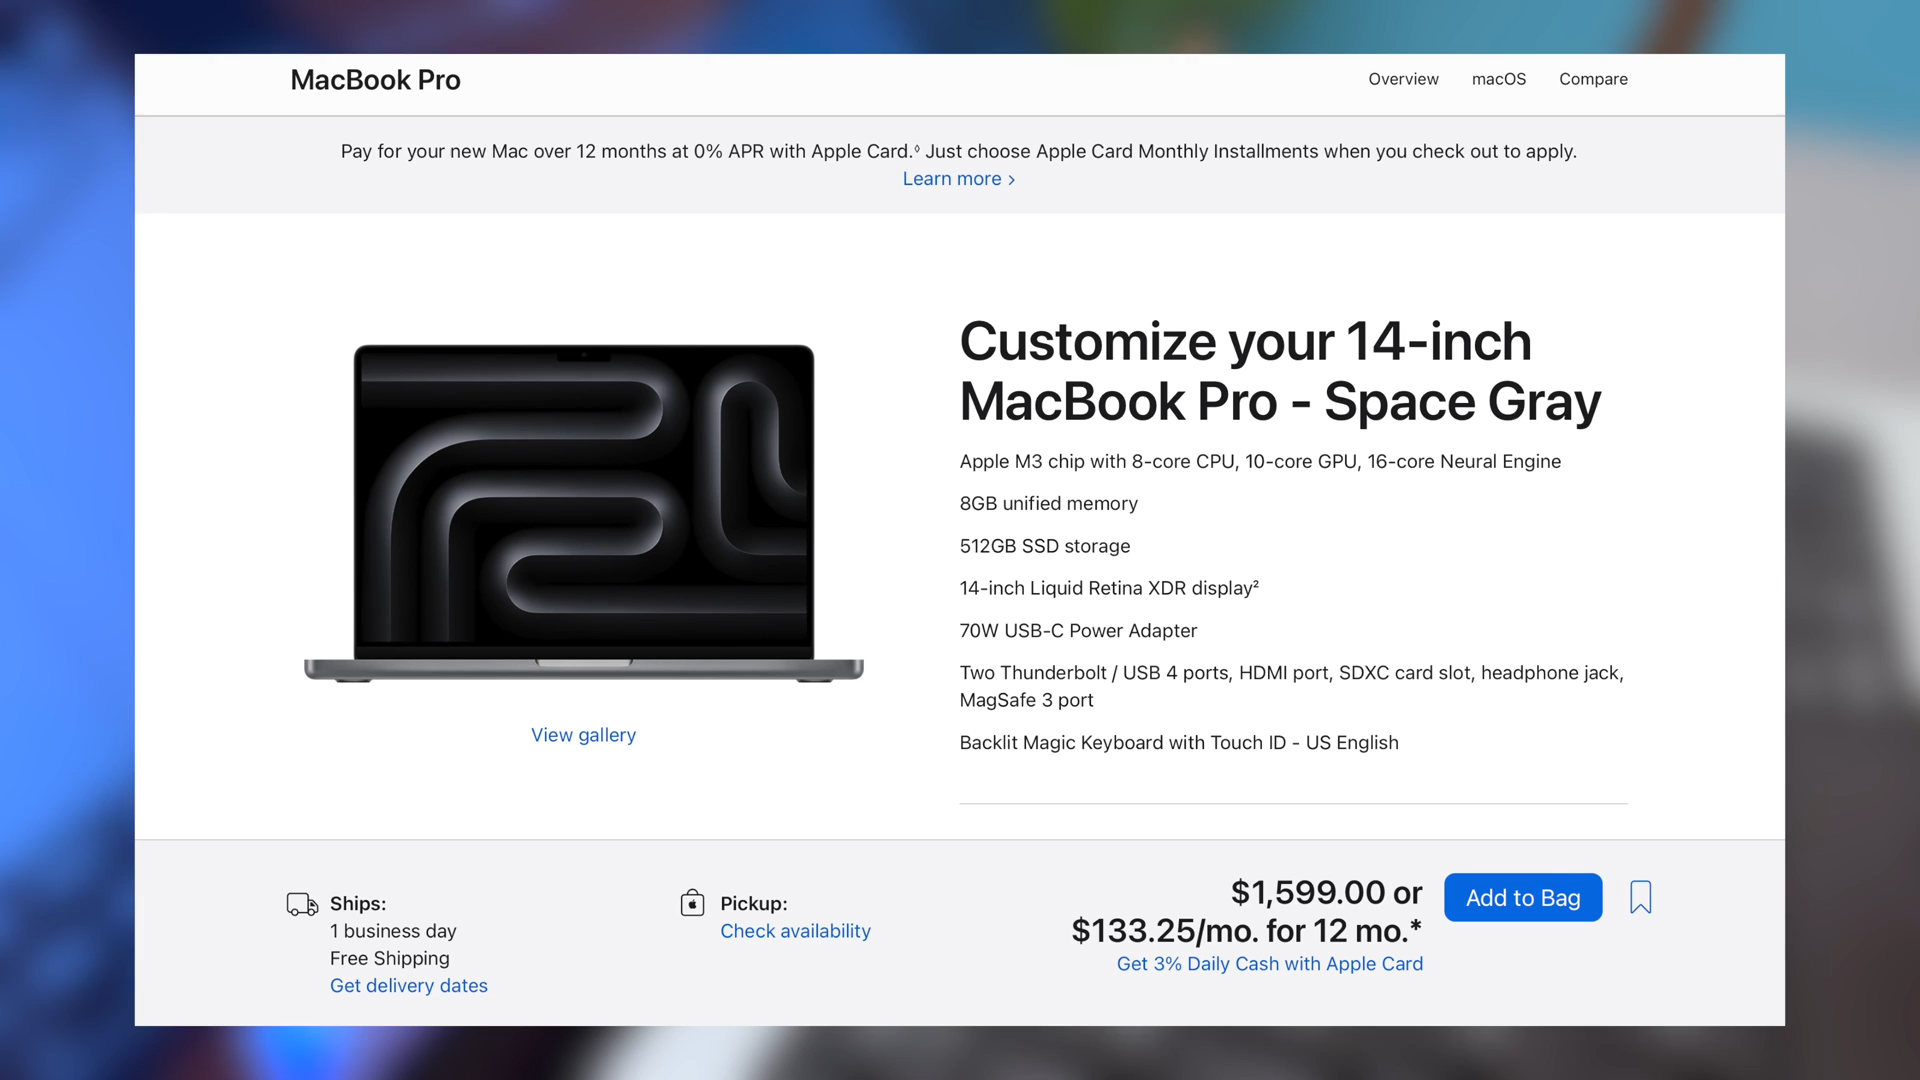 MacBook Pro
Overview
macOS
Compare
Pay for your new Mac over 12 months at 0% APR with Apple Card.◊ Just choose Apple Card Monthly Installments when you check out to apply.
Learn more >
Customize your 14-inch
MacBook Pro - Space Gray
Apple M3 chip with 8-core CPU, 10-core GPU, 16-core Neural Engine
8GB unified memory
512GB SSD storage
14-inch Liquid Retina XDR display²
70W USB-C Power Adapter
Two Thunderbolt / USB 4 ports, HDMI port, SDXC card slot, headphone jack,
MagSafe 3 port
Backlit Magic Keyboard with Touch ID - US English
View gallery
Ships:
1 business day
Free Shipping
Get delivery dates
Pickup:
Check availability
$1,599.00 or
$133.25/mo. for 12 mo.*
Get 3% Daily Cash with Apple Card
Add to Bag